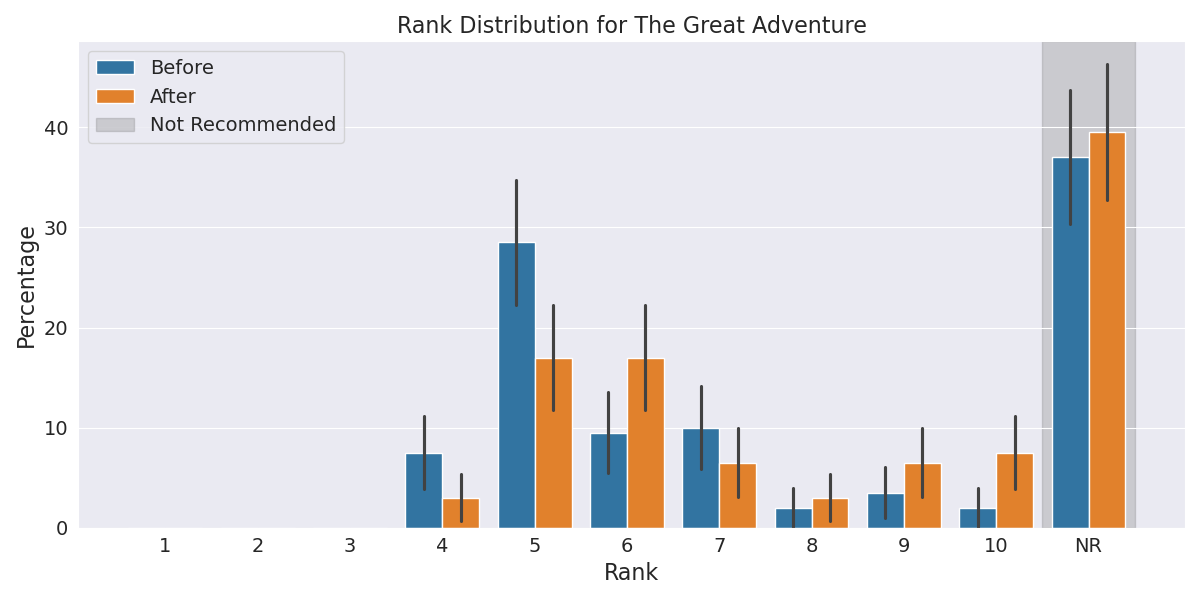 Rank Distribution for The Great Adventure
Before
After
Not Recommended
Percentage
40
30
20
10
0
1 2 3 4 5 6 7 8 9 10 NR
Rank